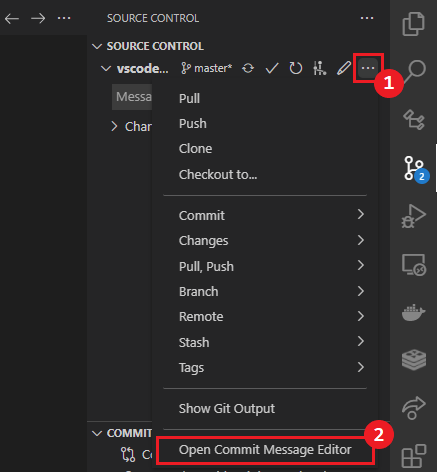 SOURCE CONTROL
SOURCE CONTROL
vscode... master*
1
Messa
Pull
Push
Chan
Clone
Checkout to...
2
Commit
Changes
Pull, Push
Branch
Remote
Stash
Tags
Show Git Output
2
COMMIT
Open Commit Message Editor
Co